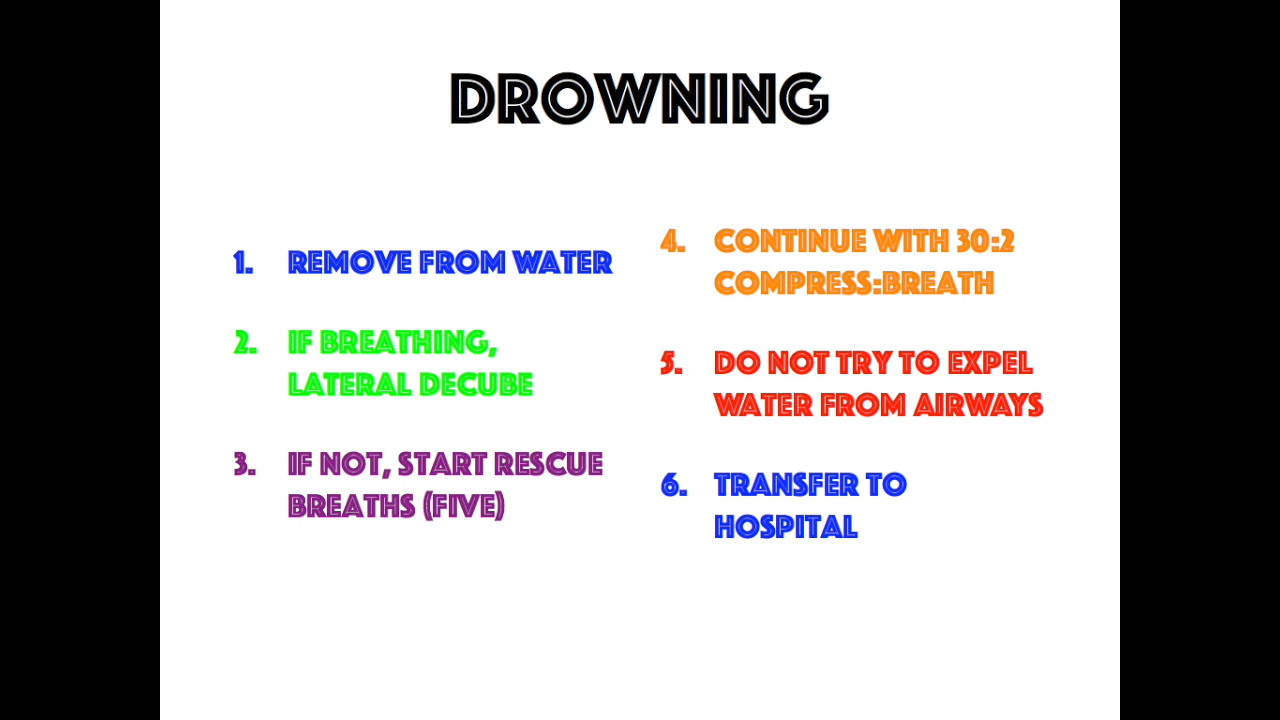 DROWNING
1. REMOVE FROM WATER
2. IF BREATHING,
LATERAL DECUBE
3. IF NOT, START RESCUE
BREATHS (FIVE)
4. CONTINUE WITH 30:2
COMPRESS:BREATH
5. DO NOT TRY TO EXPEL
WATER FROM AIRWAYS
6. TRANSFER TO
HOSPITAL